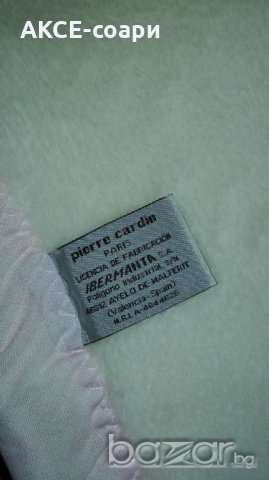 АКСЕ-соари
pierre cardin
PARIS
LICENCIA DE FABRICACION
IBERMANTA S.A.
Poligono Industrial, S/N
46812 AYELO DE MALFERIT
(Valencia-Spain)
N.R.I. A-4644625
bazar.bg